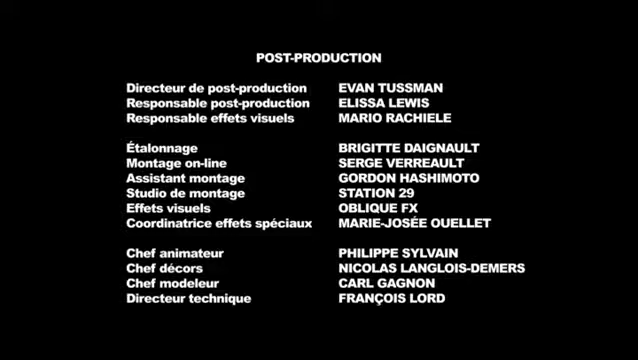 POST-PRODUCTION
Directeur de post-production EVAN TUSSMAN
Responsable post-production ELISSA LEWIS
Responsable effets visuels MARIO RACHIELE
Étalonnage BRIGITTE DAIGNAULT
Montage on-line SERGE VERREAULT
Assistant montage GORDON HASHIMOTO
Studio de montage STATION 29
Effets visuels OBLIQUE FX
Coordinatrice effets spéciaux MARIE-JOSÉE OUELLET
Chef animateur PHILIPPE SYLVAIN
Chef décors NICOLAS LANGLOIS-DEMERS
Chef modeleur CARL GAGNON
Directeur technique FRANÇOIS LORD